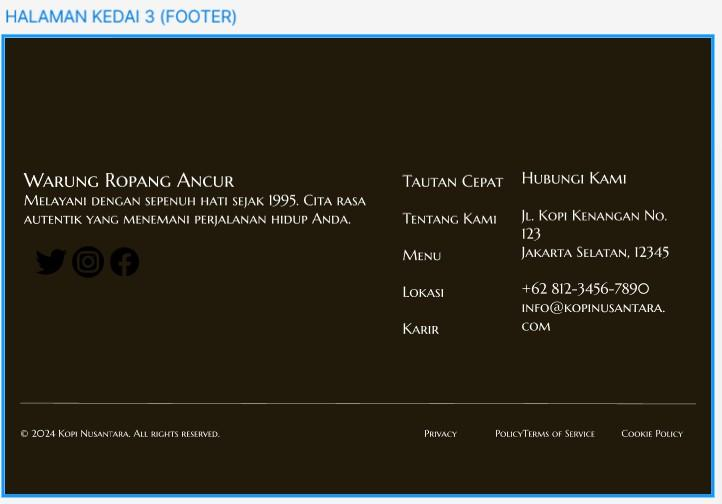 HALAMAN KEDAI 3 (FOOTER)
Warung Ropang Ancur
Melayani dengan sepenuh hati sejak 1995. Cita rasa
autentik yang menemani perjalanan hidup Anda.
Tautan Cepat
Tentang Kami
Menu
Lokasi
Karir
Hubungi Kami
Jl. Kopi Kenangan No.
123
Jakarta Selatan, 12345
+62 812-3456-7890
info@kopinusantara.
com
© 2024 Kopi Nusantara. All rights reserved.
Privacy PolicyTerms of Service Cookie Policy